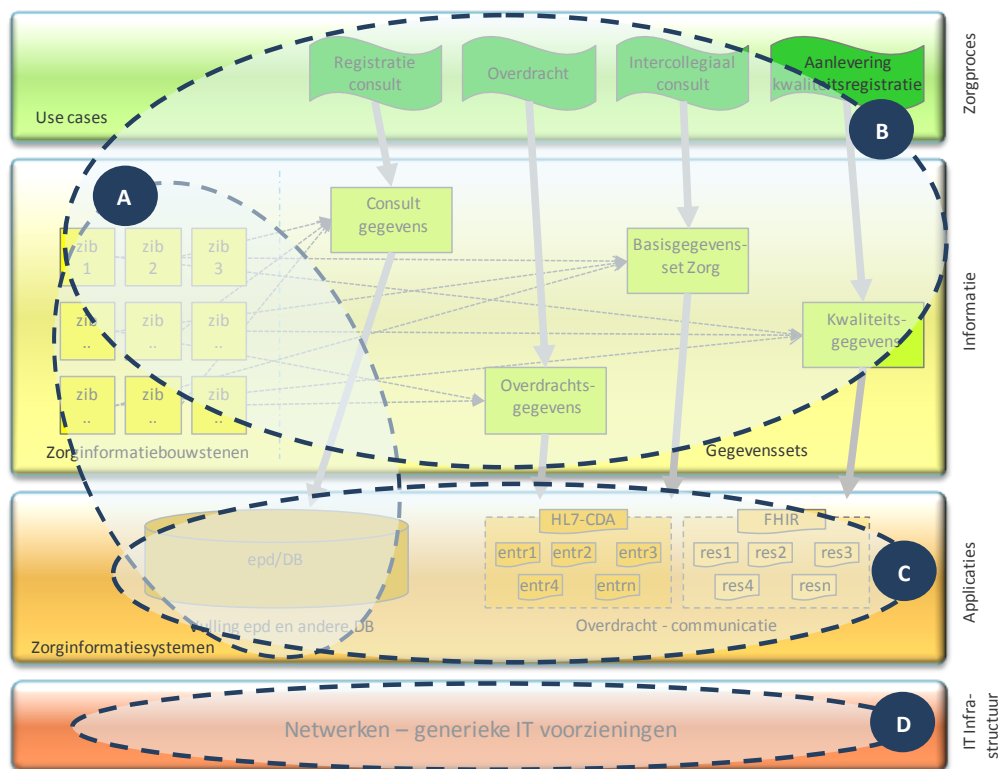 Registratie
consult
Overdracht
Intercollegiaal
consult
Aanlevering
kwaliteitsregistratie
Use cases
Zorgproces
B
A
Consult
gegevens
zib
1
zib
2
zib
3
Basisgegevens-
set Zorg
zib
..
zib
..
zib
..
Kwaliteits-
gegevens
zib
..
zib
..
zib
..
Overdrachts-
gegevens
Zorginformatiebouwstenen
Gegevenssets
Informatie
epd/DB
HL7-CDA
entr1
entr2
entr3
entr4
entrn
FHIR
res1
res2
res3
res4
resn
C
Vulling epd en andere DB
Overdracht - communicatie
Zorginformatiesystemen
Applicaties
Netwerken – generieke IT voorzieningen
D
IT Infra-
structuur